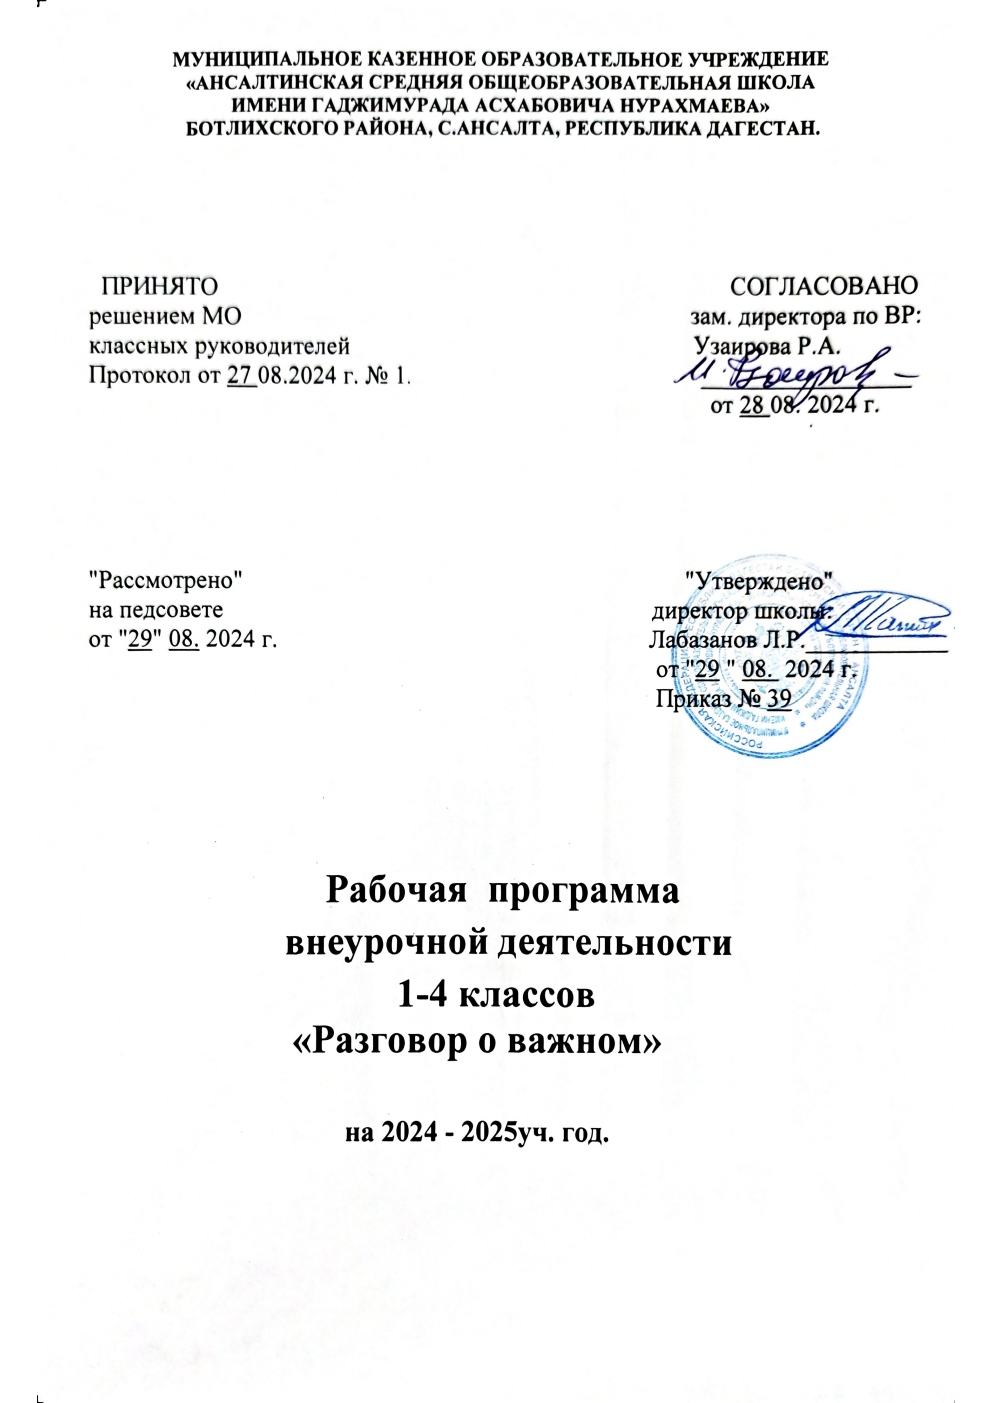 МУНИЦИПАЛЬНОЕ КАЗЕННОЕ ОБРАЗОВАТЕЛЬНОЕ УЧРЕЖДЕНИЕ
«АНСАЛТИНСКАЯ СРЕДНЯЯ ОБЩЕОБРАЗОВАТЕЛЬНАЯ ШКОЛА
ИМЕНИ ГАДЖИМУРАДА АСХАБОВИЧА НУРАХМАЕВА»
БОТЛИХСКОГО РАЙОНА, С.АНСАЛТА, РЕСПУБЛИКА ДАГЕСТАН.
ПРИНЯТО
решением МО
классных руководителей
Протокол от 27 08.2024 г. № 1.
СОГЛАСОВАНО
зам. директора по ВР:
Узаирова Р.А.
от 28 08. 2024 г.
"Рассмотрено"
на педсовете
от "29" 08. 2024 г.
"Утверждено"
директор школы:
Лабазанов Л.Р.
от "29 " 08. 2024 г.
Приказ № 39
Рабочая программа
внеурочной деятельности
1-4 классов
«Разговор о важном»
на 2024 - 2025уч. год.